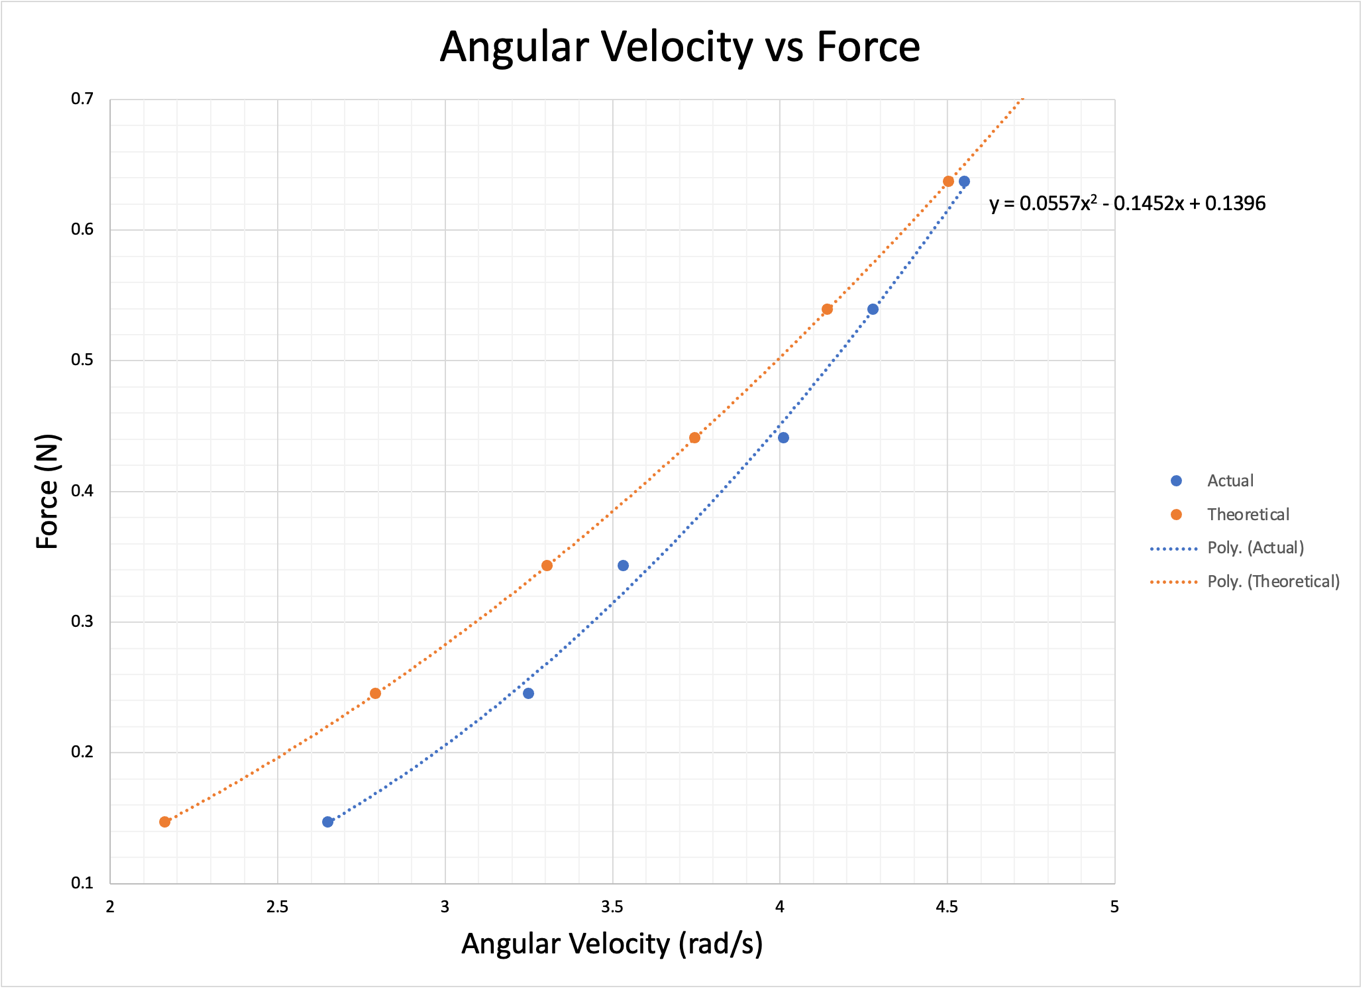 Angular Velocity vs Force
0.7
0.6
0.5
0.4
0.3
0.2
0.1
Force (N)
y = 0.0557x² - 0.1452x + 0.1396
2 2.5 3 3.5 4 4.5 5
Angular Velocity (rad/s)
Actual
Theoretical
Poly. (Actual)
Poly. (Theoretical)